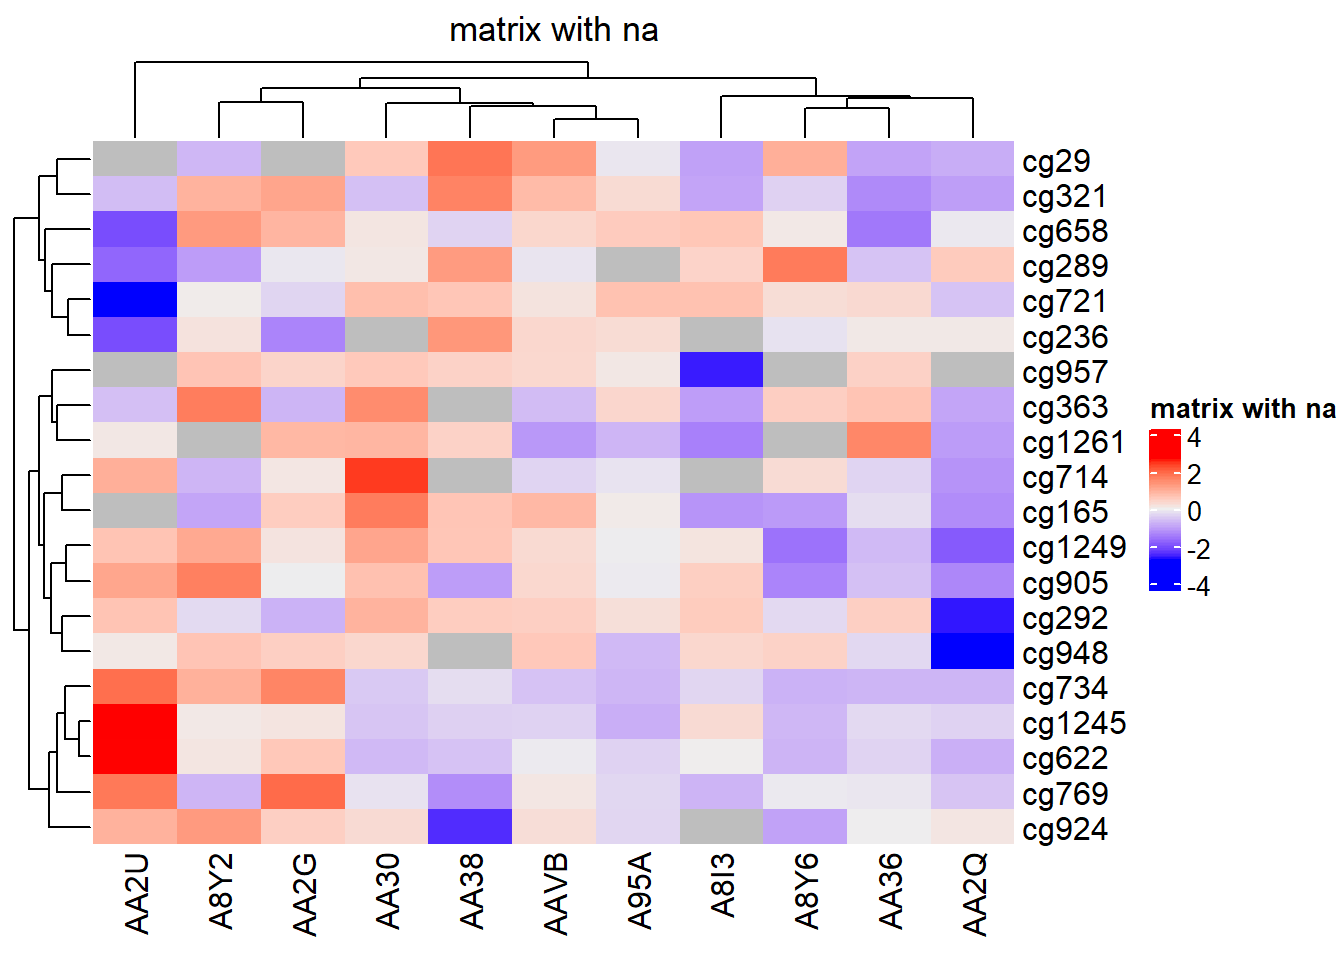 matrix with na
cg29
cg321
cg658
cg289
cg721
cg236
cg957
cg363
cg1261
cg714
cg165
cg1249
cg905
cg292
cg948
cg734
cg1245
cg622
cg769
cg924
matrix with na
4
2
0
-2
-4
AA2U
A8Y2
AA2G
AA30
AA38
AAVB
A95A
A8I3
A8Y6
AA36
AA2Q